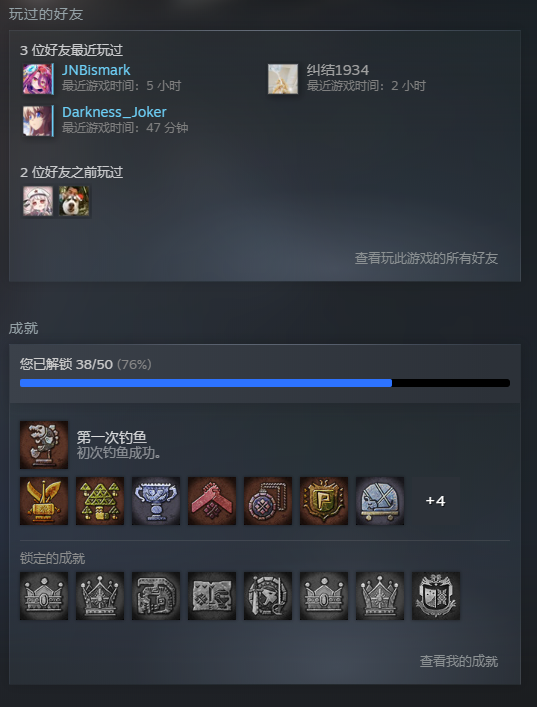 玩过的好友
3 位好友最近玩过
JNBismark
最近游戏时间：5 小时
纠结1934
最近游戏时间：2 小时
Darkness_Joker
最近游戏时间：47 分钟
2 位好友之前玩过
查看玩此游戏的所有好友
成就
您已解锁 38/50 (76%)
第一次钓鱼
初次钓鱼成功。
+4
锁定的成就
查看我的成就